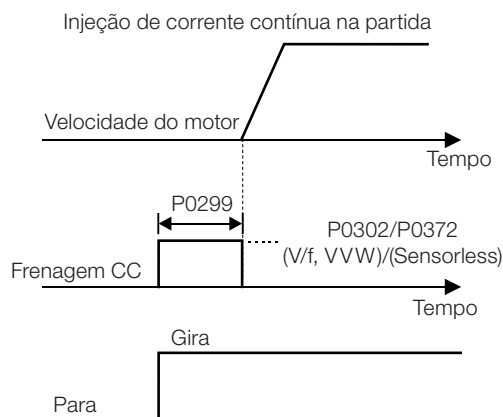 Injeção de corrente contínua na partida
Velocidade do motor
Tempo
P0299
P0302/P0372
(V/f, VVW)/(Sensorless)
Frenagem CC
Tempo
Gira
Para